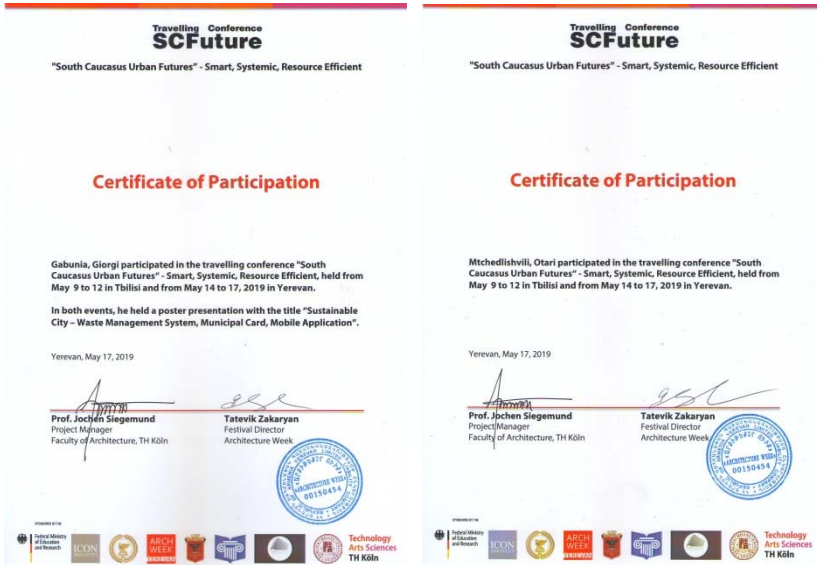 Travelling Conference
SCFuture
"South Caucasus Urban Futures" - Smart, Systemic, Resource Efficient
Certificate of Participation
Gabunia, Giorgi participated in the travelling conference "South
Caucasus Urban Futures" - Smart, Systemic, Resource Efficient, held from
May 9 to 12 in Tbilisi and from May 14 to 17, 2019 in Yerevan.
In both events, he held a poster presentation with the title "Sustainable
City – Waste Management System, Municipal Card, Mobile Application".
Yerevan, May 17, 2019
Prof. Jochen Siegemund
Project Manager
Faculty of Architecture, TH Köln
Tatevik Zakaryan
Festival Director
Architecture Week
ARCHITECTURE WEEK
00150454
Federal Ministry
of Education
and Research
ICON
INSTITUTE
ARCH
WEEK
YEREVAN
Technology
Arts Sciences
TH Köln
Travelling Conference
SCFuture
"South Caucasus Urban Futures" - Smart, Systemic, Resource Efficient
Certificate of Participation
Mtchedlishvili, Otari participated in the travelling conference "South
Caucasus Urban Futures" - Smart, Systemic, Resource Efficient, held from
May 9 to 12 in Tbilisi and from May 14 to 17, 2019 in Yerevan.
Yerevan, May 17, 2019
Prof. Jochen Siegemund
Project Manager
Faculty of Architecture, TH Köln
Tatevik Zakaryan
Festival Director
Architecture Week
ARCHITECTURE WEEK
00150454
Federal Ministry
of Education
and Research
ICON
INSTITUTE
ARCH
WEEK
YEREVAN
Technology
Arts Sciences
TH Köln